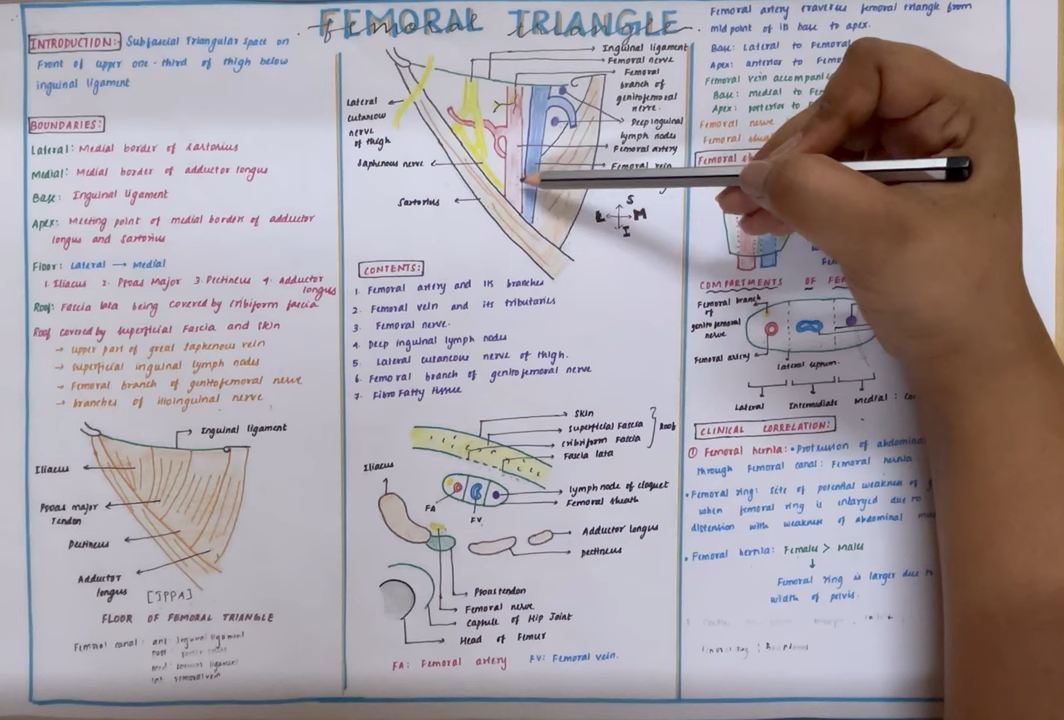 FEMORAL TRIANGLE
femoral triangle
INTRODUCTION:- Subfascial Triangular space on
Front of upper one-third of thigh below
inguinal ligament
BOUNDARIES:
Lateral: Medial border of Sartorius
Medial: Medial border of adductor longus
Base: Inguinal ligament
Apex: Meeting point of medial border of adductor
longus and Sartorius
Floor: Lateral → Medial
1. Iliacus 2. Psoas Major 3. Pectineus 4. Adductor
longus
Roof: Fascia lata being covered by Cribiform fascia
Roof covered by superficial Fascia and Skin
→ upper part of great saphenous vein
→ superficial inguinal lymph nodes
→ Femoral branch of genitofemoral nerve
→ branches of ilioinguinal nerve
Inguinal ligament
Iliacus
Psoas major
Tendon
Pectineus
Adductor
longus
[IPPA]
FLOOR OF FEMORAL TRIANGLE
Femoral canal: ant: Inguinal ligament
Inguinal ligament
Femoral nerve
Femoral
branch of
genitofemoral
nerve.
Deep inguinal
lymph nodes
Femoral artery
Femoral vein
Lateral
cutaneous
nerve
of thigh
Saphenous nerve
Sartorius
S
L M
I
CONTENTS:
1. Femoral artery and its branches
2. Femoral vein and its tributaries
3. Femoral nerve.
4. Deep inguinal lymph nodes
5. Lateral cutaneous nerve of thigh.
6. Femoral branch of genitofemoral nerve
7. Fibro Fatty tissue
Skin
Superficial Fascia
Cribiform Fascia
Fascia lata
Roof
Iliacus
lymph node of cloquet
Femoral sheath
FA
FV
Adductor longus
pectineus
Psoas tendon
Femoral nerve
Capsule of Hip Joint
Head of Femur
FA: Femoral artery FV: Femoral vein.
Femoral artery traverses femoral triangle from
mid point of its base to apex.
Base: Lateral to Femoral
Apex: anterior to
Femoral vein
Base: medial to
Apex: posterior to
Femoral nerve
Femoral
COMPARTMENTS OF
Femoral branch
of
genitofemoral
nerve
Femoral artery
lateral septum.
Lateral Intermediate Medial:
CLINICAL CORRELATION:
① Femoral hernia: • Protrusion of
through Femoral canal: Femoral hernia
• Femoral ring: Site of potential weakness of
when femoral ring is enlarged due to
distension with weakness of abdominal
• Femoral hernia: Female > Male
↓
Femoral ring is larger due to
width of pelvis.